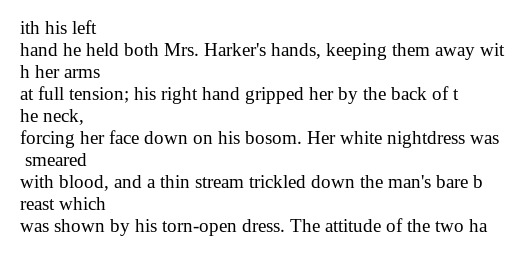 ith his left
hand he held both Mrs. Harker's hands, keeping them away wit
h her arms
at full tension; his right hand gripped her by the back of t
he neck,
forcing her face down on his bosom. Her white nightdress was
 smeared
with blood, and a thin stream trickled down the man's bare b
reast which
was shown by his torn-open dress. The attitude of the two ha